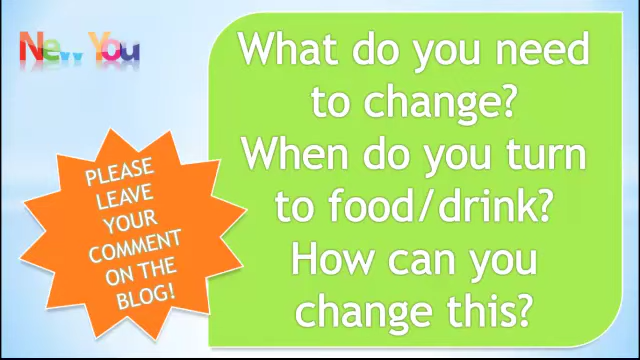 New You
What do you need
to change?
When do you turn
to food/drink?
How can you
change this?
PLEASE
LEAVE
YOUR
COMMENT
ON THE
BLOG!